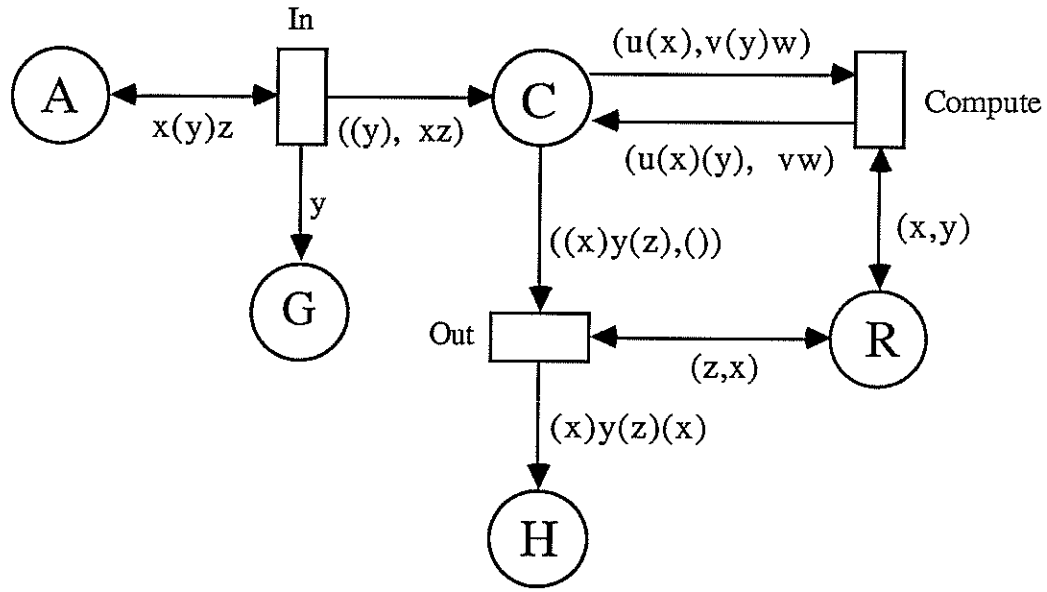 In
(u(x),v(y)w)
A
C
Compute
x(y)z
((y), xz)
(u(x)(y), vw)
y
(x,y)
((x)y(z),())
G
Out
R
(z,x)
(x)y(z)(x)
H